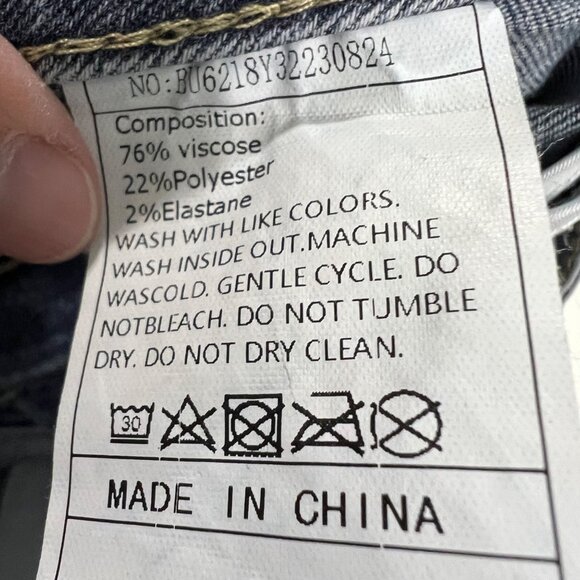 NO:BU6218Y32230824
Composition:
76% viscose
22%Polyester
2%Elastane
WASH WITH LIKE COLORS.
WASH INSIDE OUT.MACHINE
WASCOLD. GENTLE CYCLE. DO
NOTBLEACH. DO NOT TUMBLE
DRY. DO NOT DRY CLEAN.
30
MADE IN CHINA